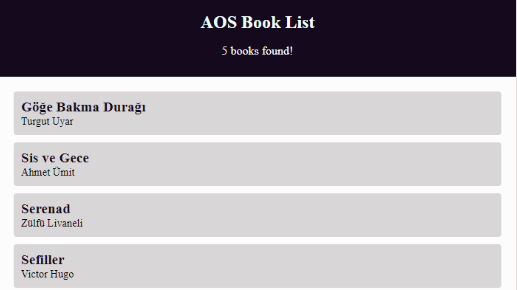 AOS Book List
5 books found!
Göğe Bakma Durağı
Turgut Uyar
Sis ve Gece
Ahmet Ümit
Serenad
Zülfü Livaneli
Sefiller
Victor Hugo